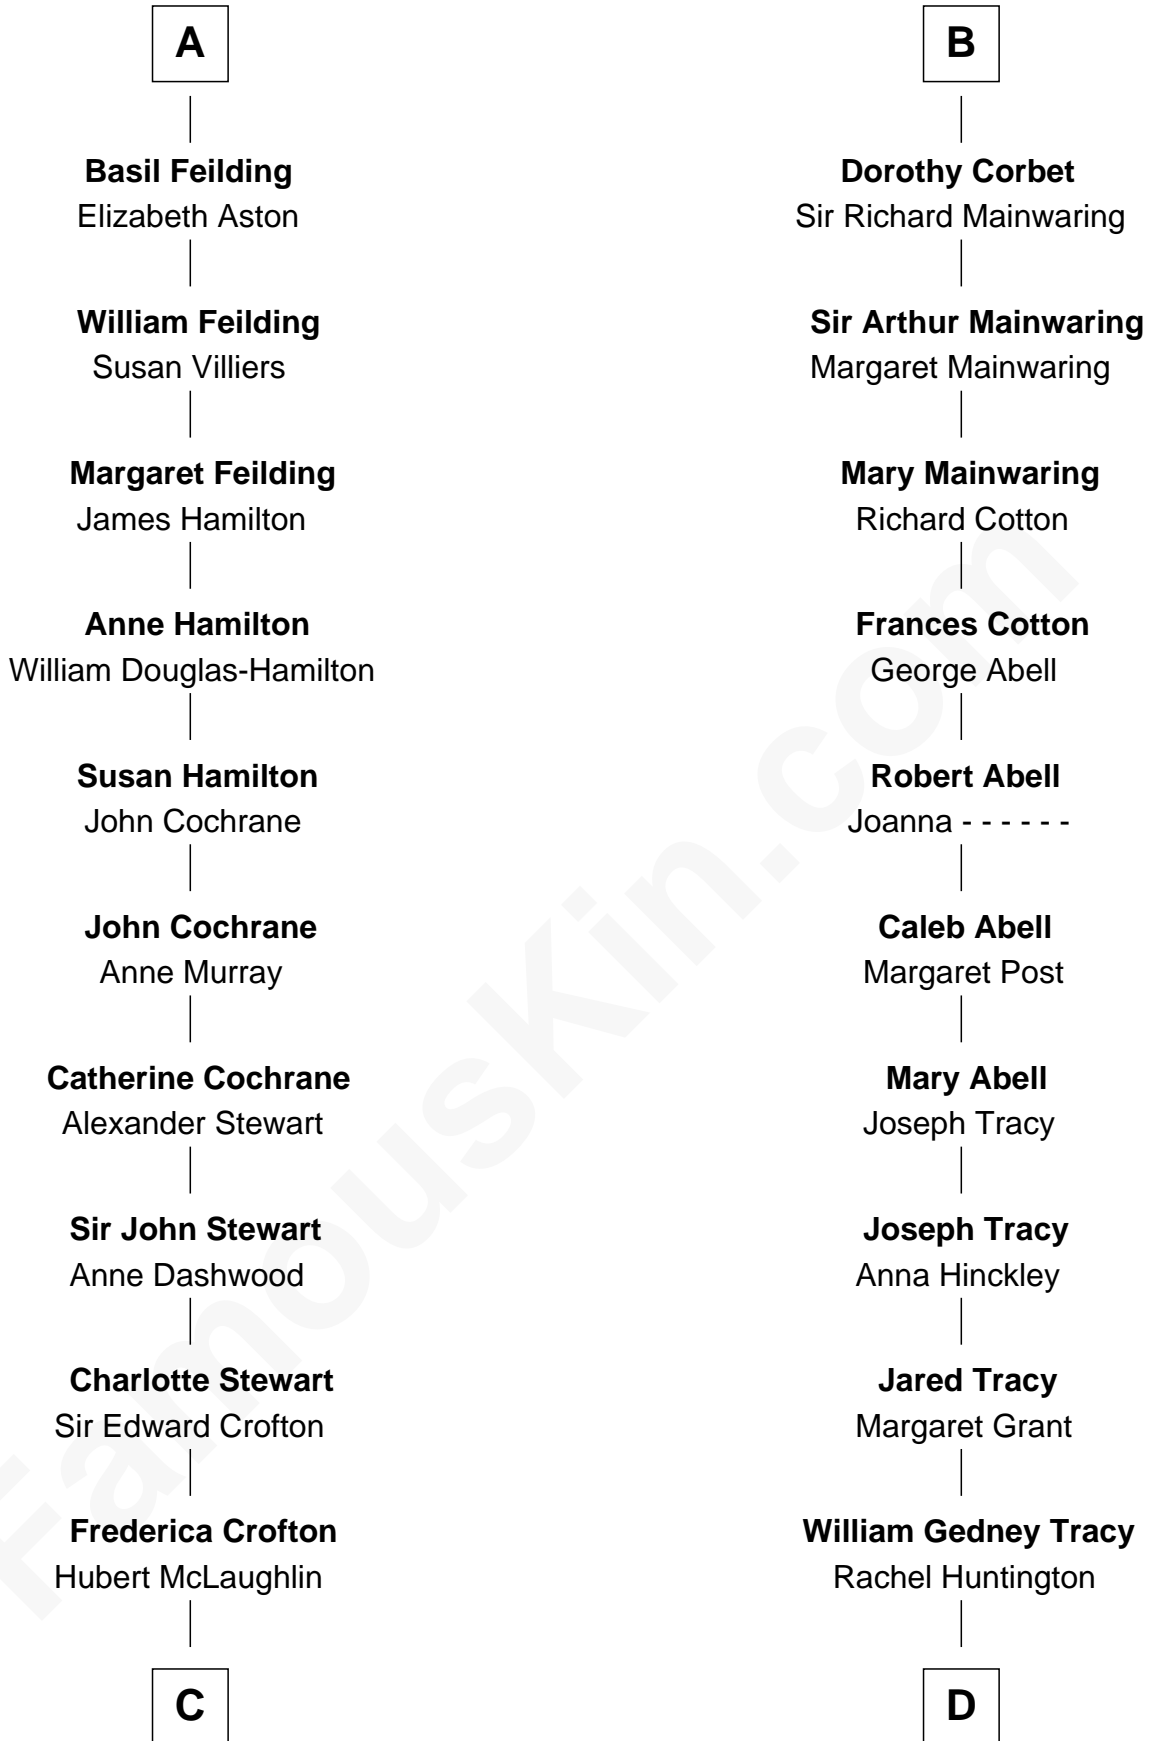 A
Basil Feilding
Elizabeth Aston
William Feilding
Susan Villiers
Margaret Feilding
James Hamilton
Anne Hamilton
William Douglas-Hamilton
Susan Hamilton
John Cochrane
John Cochrane
Anne Murray
Catherine Cochrane
Alexander Stewart
Sir John Stewart
Anne Dashwood
Charlotte Stewart
Sir Edward Crofton
Frederica Crofton
Hubert McLaughlin
C
B
Dorothy Corbet
Sir Richard Mainwaring
Sir Arthur Mainwaring
Margaret Mainwaring
Mary Mainwaring
Richard Cotton
Frances Cotton
George Abell
Robert Abell
Joanna - - - - - -
Caleb Abell
Margaret Post
Mary Abell
Joseph Tracy
Joseph Tracy
Anna Hinckley
Jared Tracy
Margaret Grant
William Gedney Tracy
Rachel Huntington
D
FamousKin.com